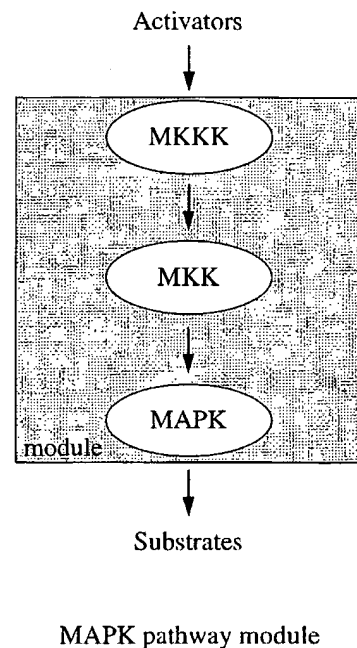 Activators
MKKK
MKK
MAPK
module
Substrates
MAPK pathway module